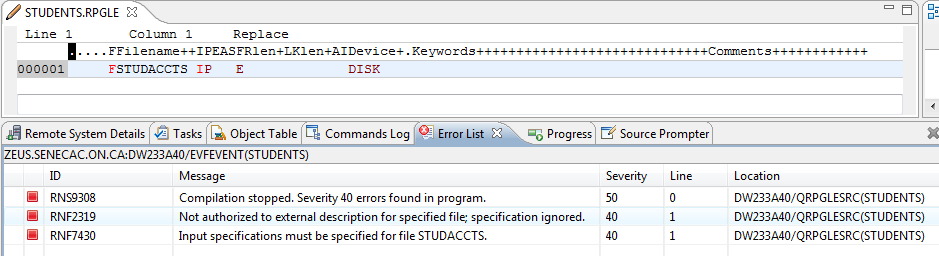 STUDENTS.RPGLE
Line 1 Column 1 Replace
.....FFilename++IPEASFRlen+LKlen+AIDevice+.Keywords+++++++++++++++++++++++++++++Comments++++++++++++
000001 FSTUDACCTS IP E DISK
Remote System Details Tasks Object Table Commands Log Error List Progress Source Prompter
ZEUS.SENECAC.ON.CA:DW233A40/EVFEVENT(STUDENTS)
ID Message Severity Line Location
RNS9308 Compilation stopped. Severity 40 errors found in program. 50 0 DW233A40/QRPGLESRC(STUDENTS)
RNF2319 Not authorized to external description for specified file; specification ignored. 40 1 DW233A40/QRPGLESRC(STUDENTS)
RNF7430 Input specifications must be specified for file STUDACCTS. 40 1 DW233A40/QRPGLESRC(STUDENTS)